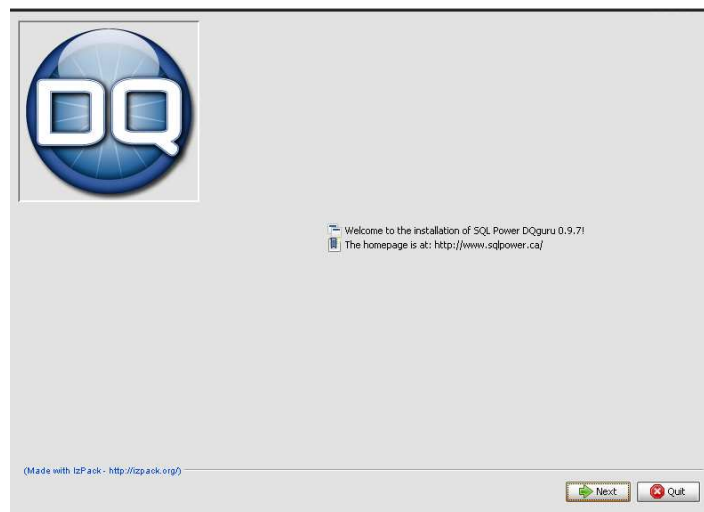 DQ
Welcome to the installation of SQL Power DQguru 0.9.7!
The homepage is at: http://www.sqlpower.ca/
(Made with IzPack - http://izpack.org/)
Next
Quit